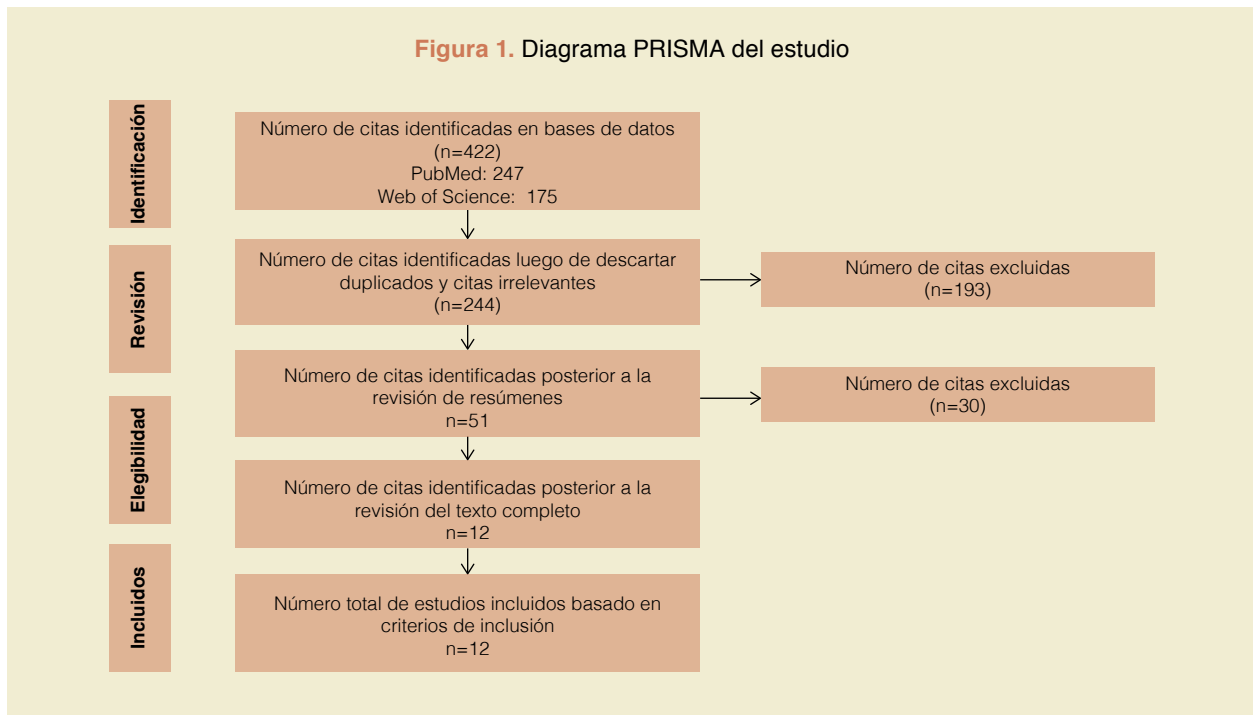 Figura 1. Diagrama PRISMA del estudio
Identificación
Número de citas identificadas en bases de datos
(n=422)
PubMed: 247
Web of Science: 175
Revisión
Número de citas identificadas luego de descartar
duplicados y citas irrelevantes
(n=244)
Número de citas excluidas
(n=193)
Número de citas identificadas posterior a la
revisión de resúmenes
n=51
Número de citas excluidas
(n=30)
Elegibilidad
Número de citas identificadas posterior a la
revisión del texto completo
n=12
Incluidos
Número total de estudios incluidos basado en
criterios de inclusión
n=12